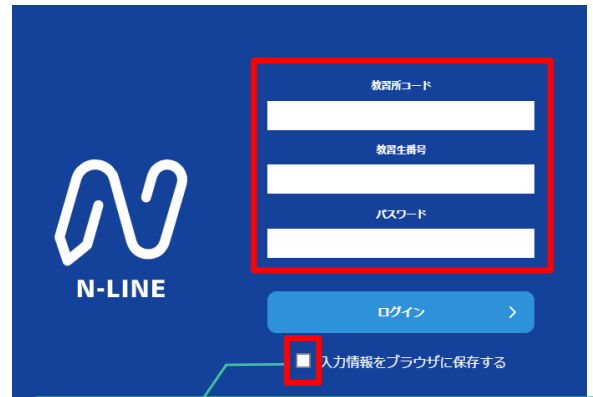 教習所コード
教習生番号
パスワード
N-LINE
ログイン
入力情報をブラウザに保存する